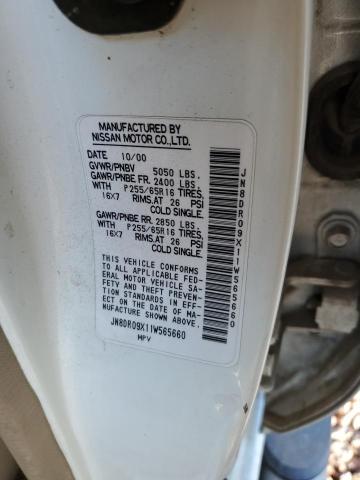 MANUFACTURED BY
NISSAN MOTOR CO.,LTD.
DATE 10/00
GVWR/PNBV 5050 LBS.
GAWR/PNBE FR. 2400 LBS.
WITH P255/65R16 TIRES,
16X7 RIMS,AT 26 PSI
COLD SINGLE.
GAWR/PNBE RR. 2850 LBS.
WITH P255/65R16 TIRES,
16X7 RIMS,AT 26 PSI
COLD SINGLE.
THIS VEHICLE CONFORMS
TO ALL APPLICABLE FED-
ERAL MOTOR VEHICLE SA-
FETY AND THEFT PREVENT-
ION STANDARDS IN EFF-
ECT ON THE DATE OF MA-
NUFACTURE SHOWN ABOVE.
JN8DR09X11W565660
MPV
JN8DR09X11W565660